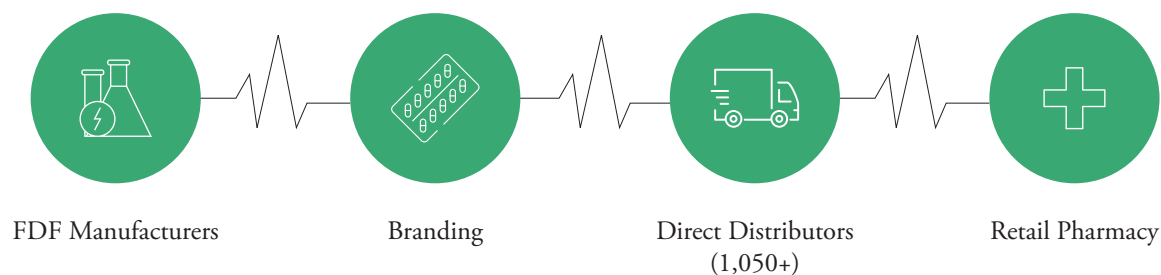 FDF Manufacturers
Branding
Direct Distributors
(1,050+)
Retail Pharmacy